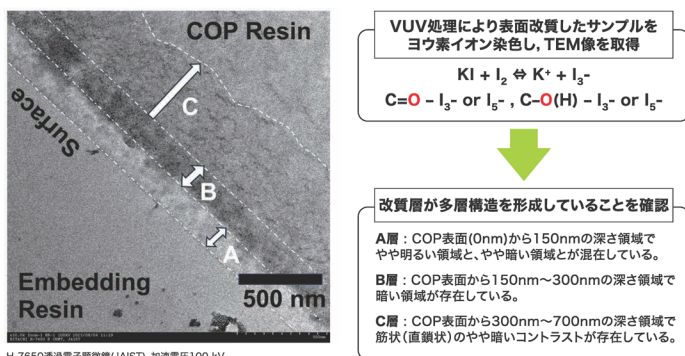 COP Resin
C
Surface
B
A
Embedding
Resin
500 nm
H-7650透過電子顕微鏡(JAIST), 加速電圧100 kV
VUV処理により表面改質したサンプルを
ヨウ素イオン染色し,TEM像を取得
KI + I₂ ⇔ K⁺ + I₃-
C=O – I₃- or I₅- , C–O(H) – I₃- or I₅-
改質層が多層構造を形成していることを確認
A層:COP表面(0nm)から150nmの深さ領域で
やや明るい領域と、やや暗い領域とが混在している。
B層:COP表面から150nm〜300nmの深さ領域で
暗い領域が存在している。
C層:COP表面から300nm〜700nmの深さ領域で
筋状(直鎖状)のやや暗いコントラストが存在している。